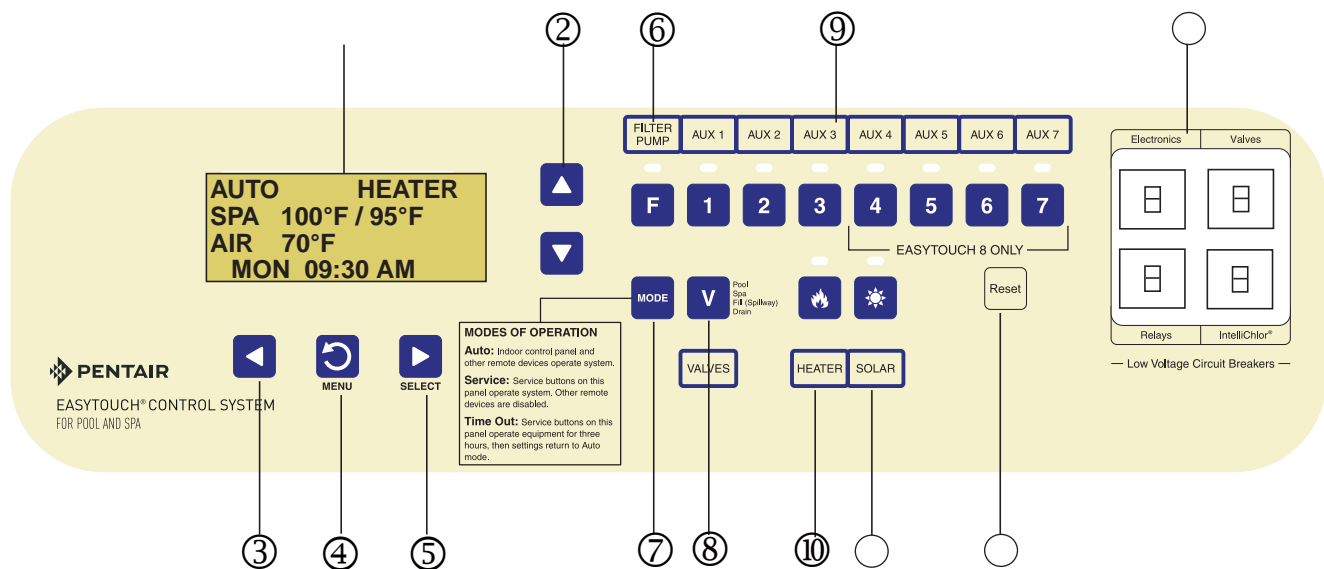 ② ⑥ ⑨
FILTER PUMP AUX 1 AUX 2 AUX 3 AUX 4 AUX 5 AUX 6 AUX 7
Electronics Valves
AUTO HEATER
SPA 100°F / 95°F
AIR 70°F
MON 09:30 AM
F 1 2 3 4 5 6 7
EASYTOUCH 8 ONLY
MODE V
Pool
Spa
Fill (Spillway)
Drain
Reset
MODES OF OPERATION
Auto: Indoor control panel and
other remote devices operate system.
Service: Service buttons on this
panel operate system. Other remote
devices are disabled.
Time Out: Service buttons on this
panel operate equipment for three
hours, then settings return to Auto
mode.
VALVES HEATER SOLAR
Relays IntelliChlor®
Low Voltage Circuit Breakers
PENTAIR
MENU SELECT
EASYTOUCH® CONTROL SYSTEM
FOR POOL AND SPA
③ ④ ⑤ ⑦ ⑧ ⑩